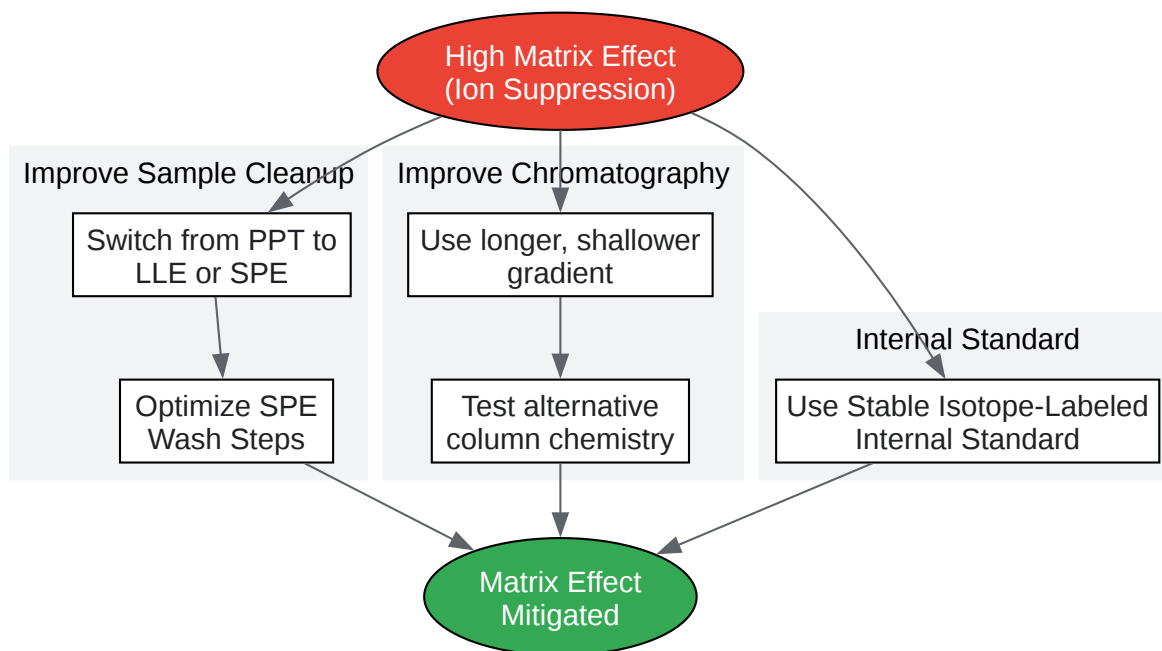 High Matrix Effect
(Ion Suppression)
Improve Sample Cleanup
Switch from PPT to
LLE or SPE
Optimize SPE
Wash Steps
Improve Chromatography
Use longer, shallower
gradient
Test alternative
column chemistry
Internal Standard
Use Stable Isotope-Labeled
Internal Standard
Matrix Effect
Mitigated